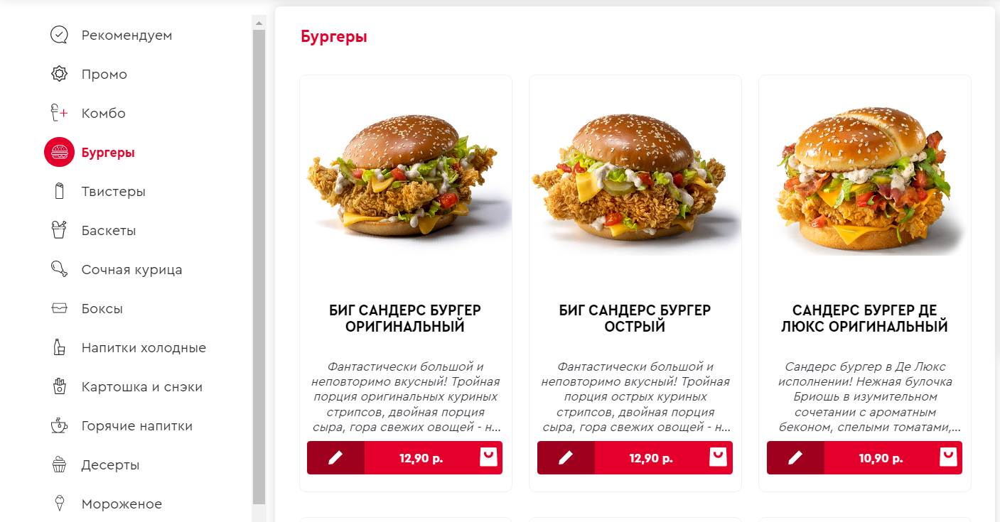 Рекомендуем
Промо
Комбо
Бургеры
Твистеры
Баскеты
Сочная курица
Боксы
Напитки холодные
Картошка и снэки
Горячие напитки
Десерты
Мороженое
Бургеры
БИГ САНДЕРС БУРГЕР
ОРИГИНАЛЬНЫЙ
Фантастически большой и
неповторимо вкусный! Тройная
порция оригинальных куриных
стрипсов, двойная порция
сыра, гора свежих овощей - н...
12,90 р.
БИГ САНДЕРС БУРГЕР
ОСТРЫЙ
Фантастически большой и
неповторимо вкусный! Тройная
порция острых куриных
стрипсов, двойная порция
сыра, гора свежих овощей - н...
12,90 р.
САНДЕРС БУРГЕР ДЕ
ЛЮКС ОРИГИНАЛЬНЫЙ
Сандерс бургер в Де Люкс
исполнении! Нежная булочка
Бриошь в изумительном
сочетании с ароматным
беконом, спелыми томатами,...
10,90 р.